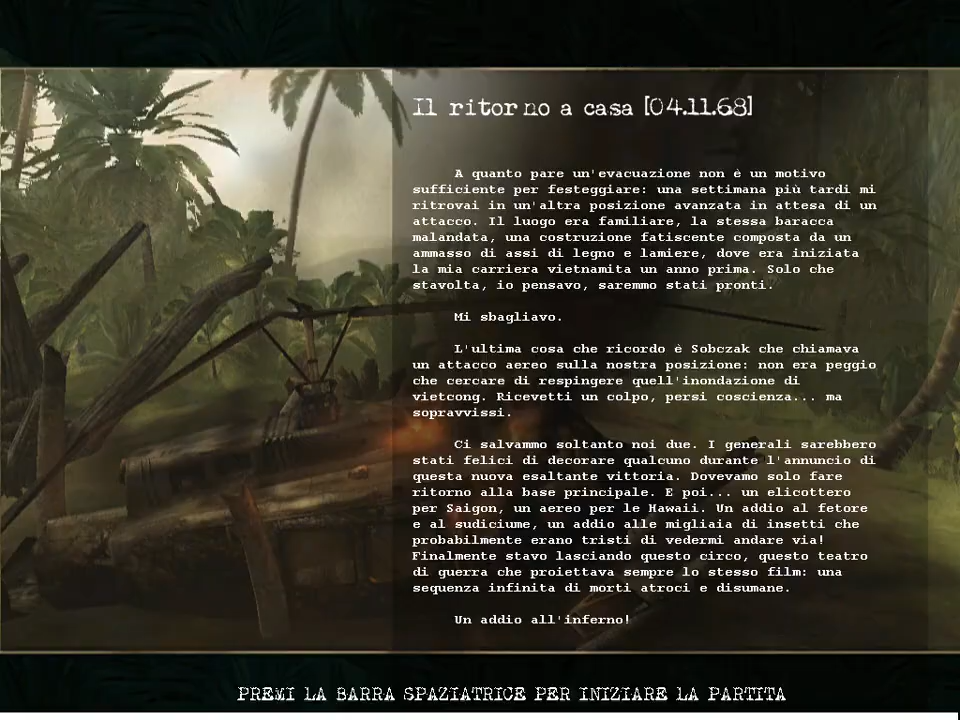 Il ritorno a casa [04.11.68]
A quanto pare un'evacuazione non è un motivo
sufficiente per festeggiare: una settimana più tardi mi
ritrovai in un'altra posizione avanzata in attesa di un
attacco. Il luogo era familiare, la stessa baracca
malandata, una costruzione fatiscente composta da un
ammasso di assi di legno e lamiere, dove era iniziata
la mia carriera vietnamita un anno prima. Solo che
stavolta, io pensavo, saremmo stati pronti.
Mi sbagliavo.
L'ultima cosa che ricordo è Sobczak che chiamava
un attacco aereo sulla nostra posizione: non era peggio
che cercare di respingere quell'inondazione di
vietcong. Ricevetti un colpo, persi coscienza... ma
sopravvissi.
Ci salvammo soltanto noi due. I generali sarebbero
stati felici di decorare qualcuno durante l'annuncio di
questa nuova esaltante vittoria. Dovevamo solo fare
ritorno alla base principale. E poi... un elicottero
per Saigon, un aereo per le Hawaii. Un addio al fetore
e al sudiciume, un addio alle migliaia di insetti che
probabilmente erano tristi di vedermi andare via!
Finalmente stavo lasciando questo circo, questo teatro
di guerra che proiettava sempre lo stesso film: una
sequenza infinita di morti atroci e disumane.
Un addio all'inferno!
PREMI LA BARRA SPAZIATRICE PER INIZIARE LA PARTITA